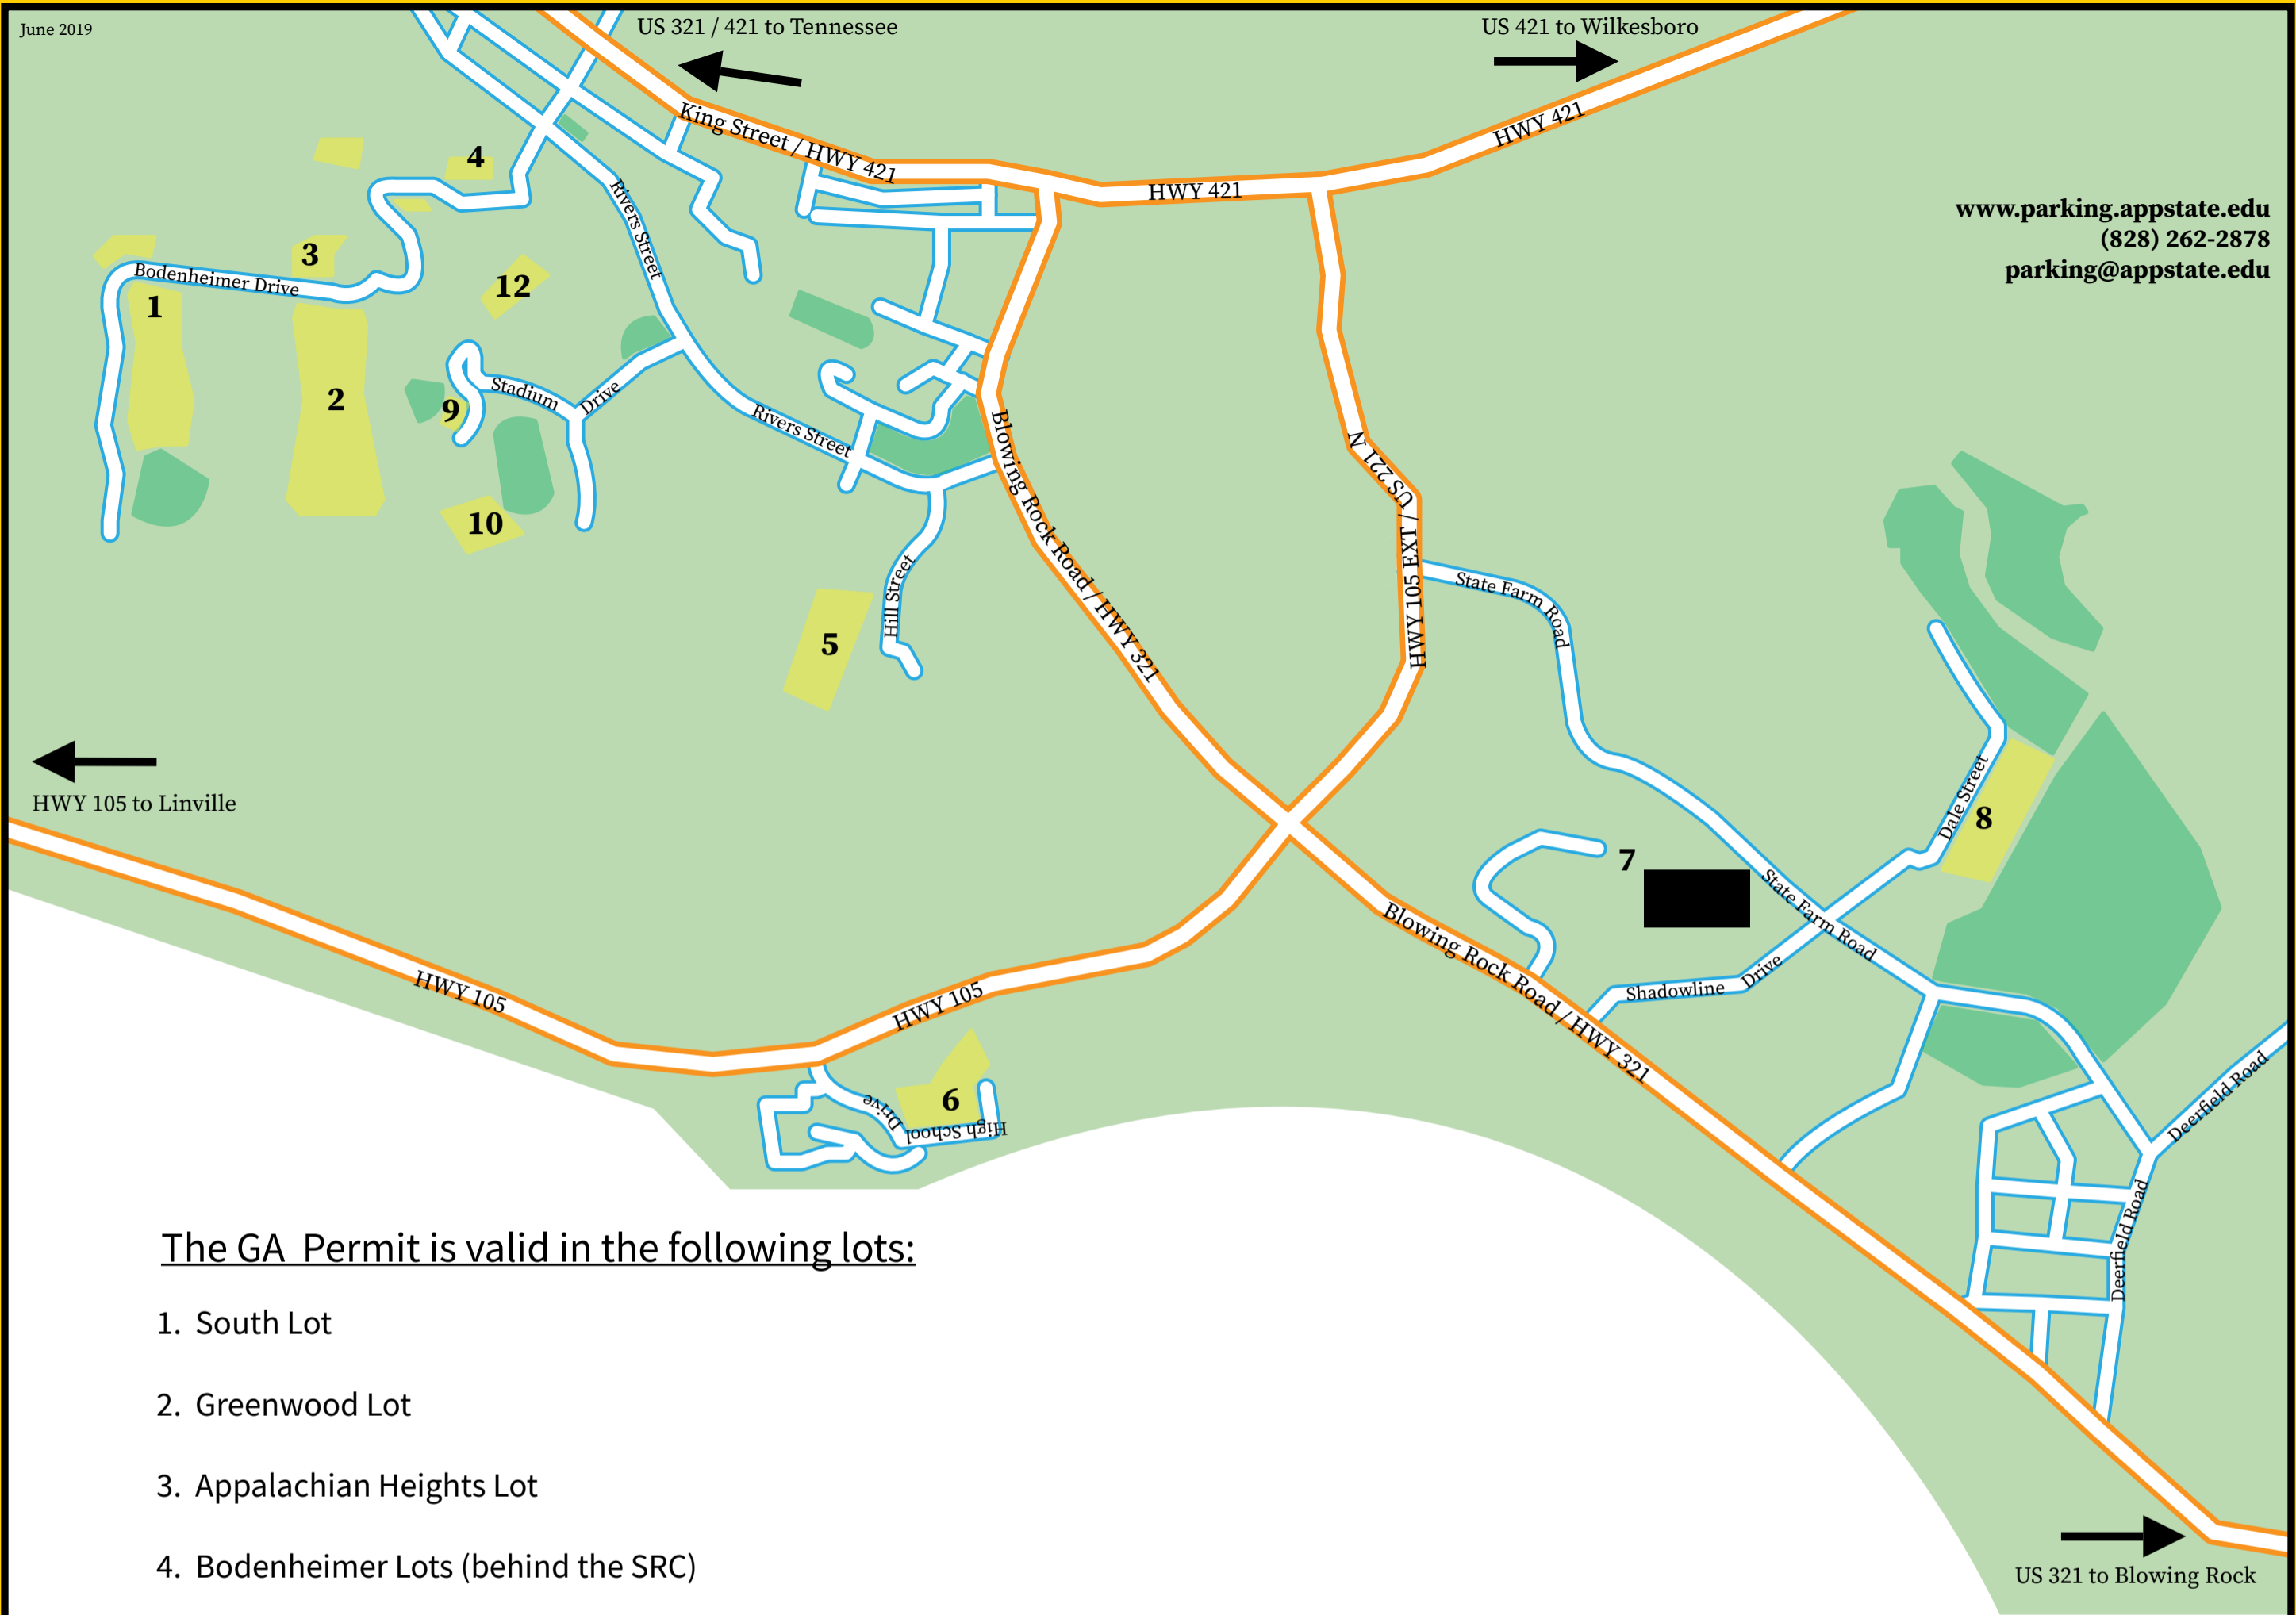 June 2019
US 321 / 421 to Tennessee
US 421 to Wilkesboro
King Street / HWY 421
HWY 421
HWY 421
www.parking.appstate.edu
(828) 262-2878
parking@appstate.edu
4
Rivers Street
3
12
Bodenheimer Drive
1
2
Stadium
Drive
9
Rivers Street
10
Blowing Rock Road / HWY 321
HWY 105 EXT / US 221 N
State Farm Road
Hill Street
5
HWY 105 to Linville
Dale Street
8
7
State Farm Road
Blowing Rock Road / HWY 321
Shadowline
Drive
HWY 105
HWY 105
6
High School
Drive
Deerfield Road
Deerfield Road
The GA  Permit is valid in the following lots:
1. South Lot
2. Greenwood Lot
3. Appalachian Heights Lot
4. Bodenheimer Lots (behind the SRC)
US 321 to Blowing Rock